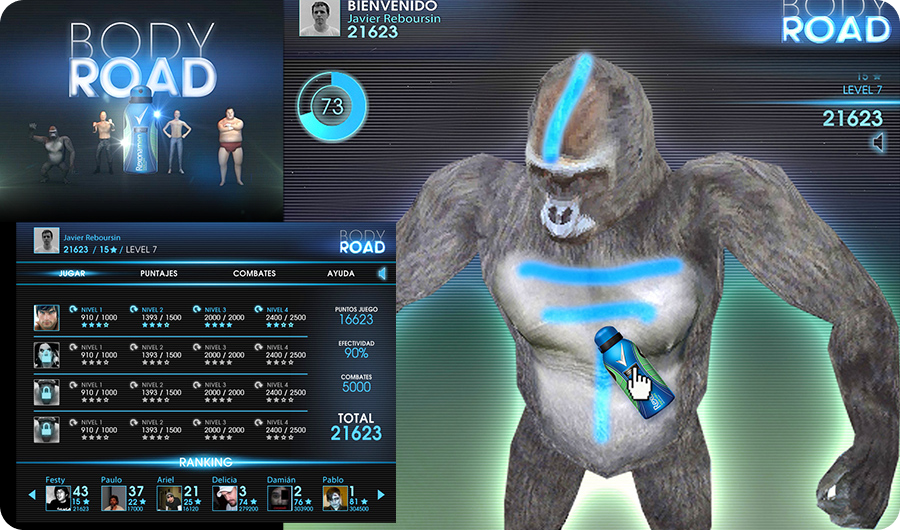 BODY
ROAD
Rexona
BIENVENIDO
Javier Reboursin
21623
73
BODY
ROAD
15
LEVEL 7
21623
Javier Reboursin
21623 / 15 / LEVEL 7
BODY
ROAD
JUGAR PUNTAJES COMBATES AYUDA
NIVEL 1 NIVEL 2 NIVEL 3 NIVEL 4
910 / 1000 1393 / 1500 2000 / 2000 2400 / 2500
NIVEL 1 NIVEL 2 NIVEL 3 NIVEL 4
910 / 1000 1393 / 1500 2000 / 2000 2400 / 2500
NIVEL 1 NIVEL 2 NIVEL 3 NIVEL 4
910 / 1000 1393 / 1500 2000 / 2000 2400 / 2500
NIVEL 1 NIVEL 2 NIVEL 3 NIVEL 4
910 / 1000 1393 / 1500 2000 / 2000 2400 / 2500
PUNTOS JUEGO
16623
EFECTIVIDAD
90%
COMBATES
5000
TOTAL
21623
RANKING
Festy Paulo Ariel Delicia Damián Pablo
43 37 21 3 2 1
15 22 25 74 76 81
21623 17000 16120 279200 303900 304500